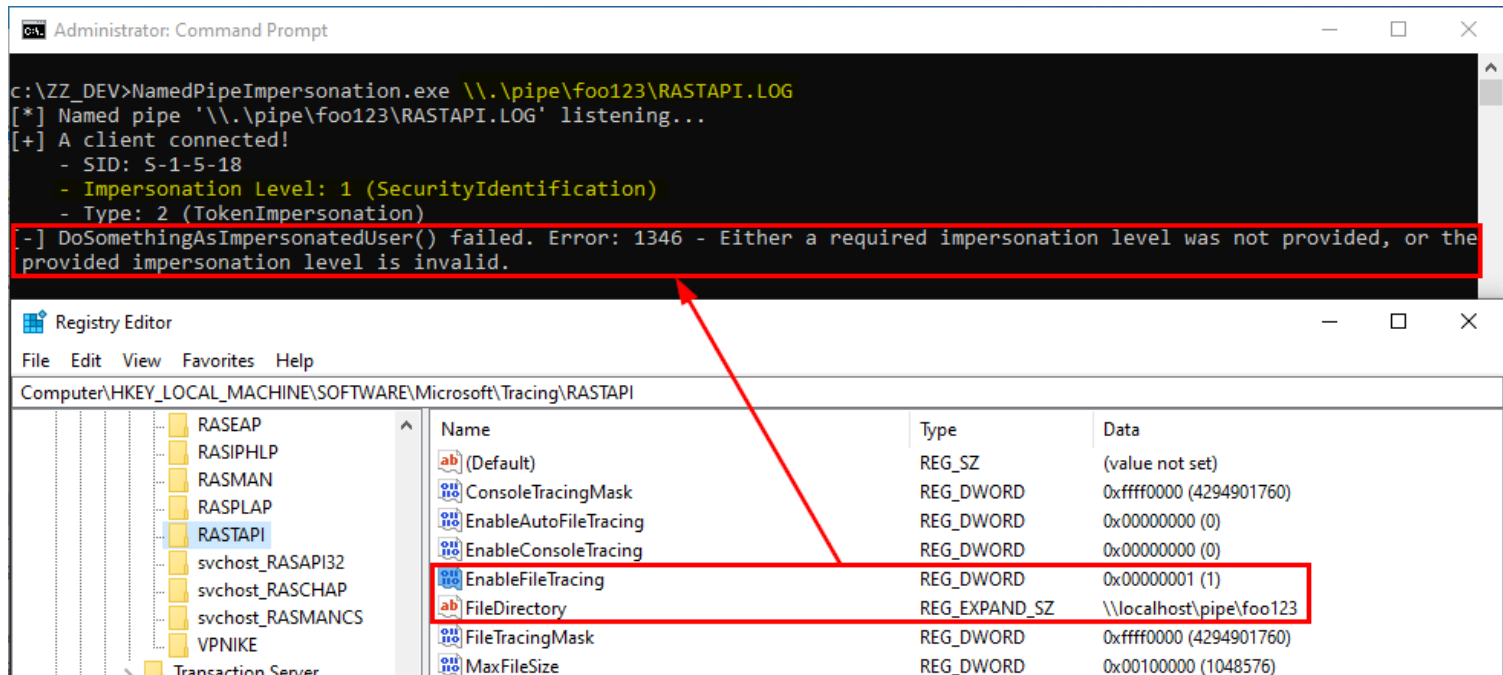 Administrator: Command Prompt
c:\ZZ_DEV>NamedPipeImpersonation.exe \\.\pipe\foo123\RASTAPI.LOG
[*] Named pipe '\\.\pipe\foo123\RASTAPI.LOG' listening...
[+] A client connected!
- SID: S-1-5-18
- Impersonation Level: 1 (SecurityIdentification)
- Type: 2 (TokenImpersonation)
[-] DoSomethingAsImpersonatedUser() failed. Error: 1346 - Either a required impersonation level was not provided, or the
provided impersonation level is invalid.
Registry Editor
File Edit View Favorites Help
Computer\HKEY_LOCAL_MACHINE\SOFTWARE\Microsoft\Tracing\RASTAPI
RASEAP
RASIPHLP
RASMAN
RASPLAP
RASTAPI
svchost_RASAPI32
svchost_RASCHAP
svchost_RASMANCS
VPNIKE
Transaction Server
Name Type Data
(Default) REG_SZ (value not set)
ConsoleTracingMask REG_DWORD 0xffff0000 (4294901760)
EnableAutoFileTracing REG_DWORD 0x00000000 (0)
EnableConsoleTracing REG_DWORD 0x00000000 (0)
EnableFileTracing REG_DWORD 0x00000001 (1)
FileDirectory REG_EXPAND_SZ \\localhost\pipe\foo123
FileTracingMask REG_DWORD 0xffff0000 (4294901760)
MaxFileSize REG_DWORD 0x00100000 (1048576)